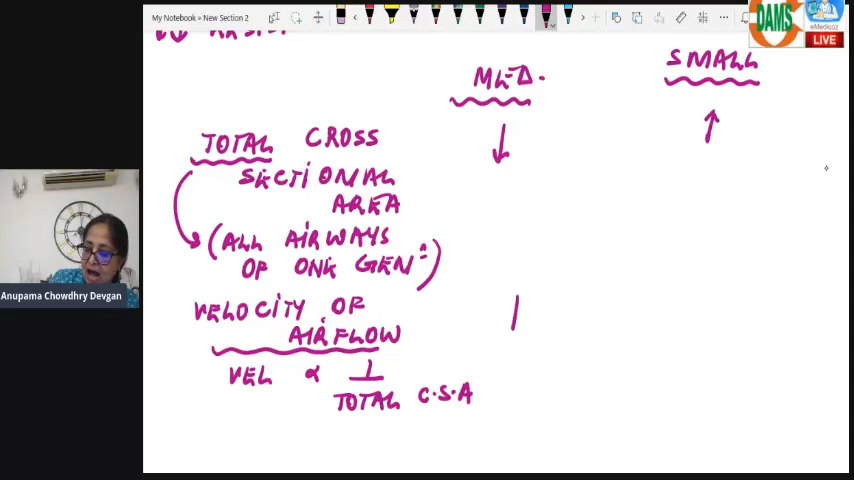 My Notebook > New Section 2
DAMS
eMedicoz
LIVE
MED.
SMALL
↓
↑
TOTAL CROSS
SECTIONAL
AREA
(ALL AIRWAYS
OF ONE GEN^n)
VELOCITY OF
AIRFLOW
VEL ∝ 1
TOTAL C.S.A
Anupama Chowdhry Devgan